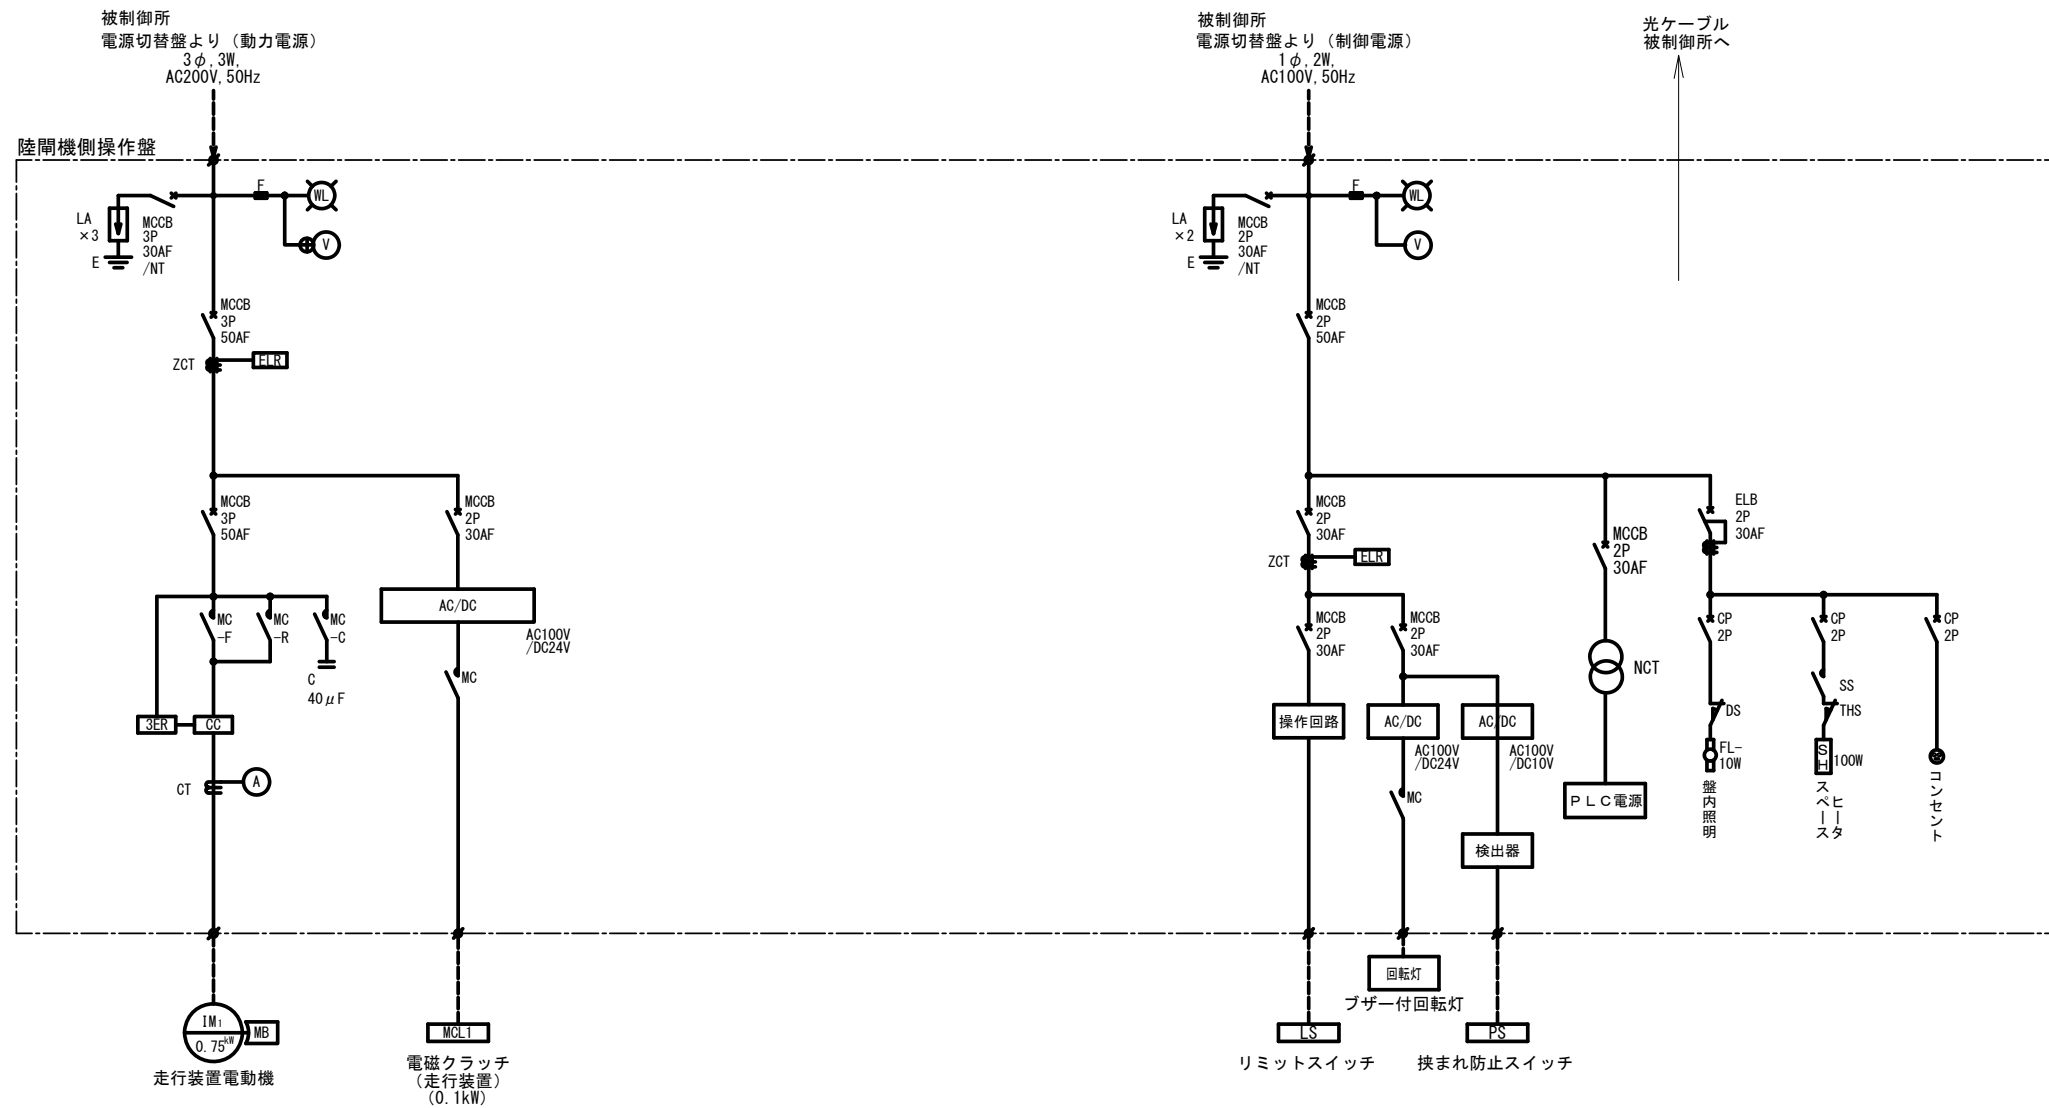 被制御所
電源切替盤より（動力電源）
3φ,3W,
AC200V,50Hz
被制御所
電源切替盤より（制御電源）
1φ,2W,
AC100V,50Hz
光ケーブル
被制御所へ
陸閘機側操作盤
F
WL
V
LA
×3
E
MCCB
3P
30AF
/NT
MCCB
3P
50AF
ZCT
ELR
MCCB
3P
50AF
MCCB
2P
30AF
MC
-F
MC
-R
MC
-C
C
40μF
AC/DC
AC100V
/DC24V
MC
3ER
CC
CT
A
IM1
0.75kW
MB
走行装置電動機
MCL1
電磁クラッチ
（走行装置）
(0.1kW)
F
WL
V
LA
×2
E
MCCB
2P
30AF
/NT
MCCB
2P
50AF
MCCB
2P
30AF
ZCT
ELR
MCCB
2P
30AF
MCCB
2P
30AF
操作回路
AC/DC
AC100V
/DC24V
AC/DC
AC100V
/DC10V
MC
検出器
回転灯
ブザー付回転灯
LS
リミットスイッチ
PS
挟まれ防止スイッチ
MCCB
2P
30AF
NCT
ＰＬＣ電源
ELB
2P
30AF
CP
2P
CP
2P
CP
2P
DS
FL-
10W
盤内照明
SS
THS
SH
100W
スペース
ヒータ
コンセント